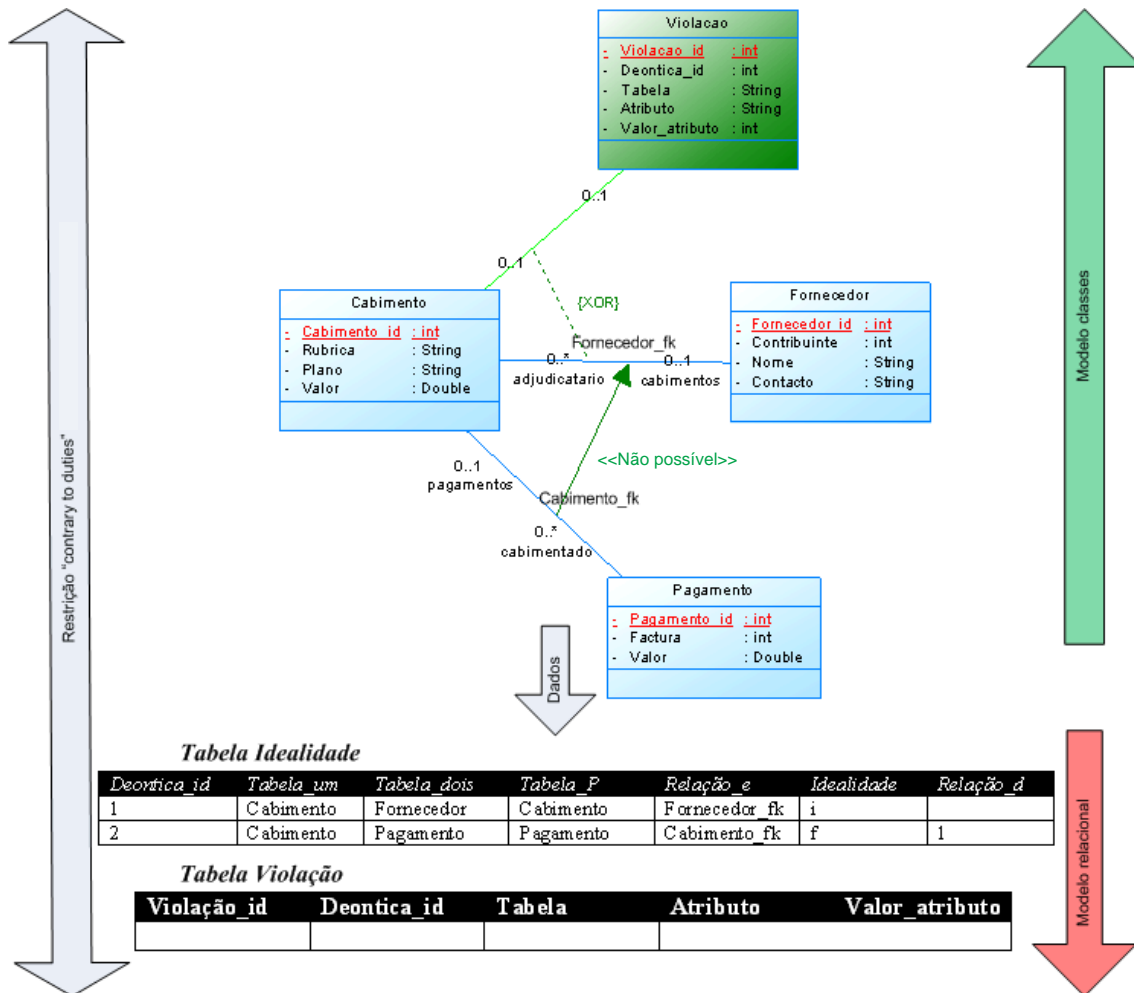 Violacao
- Violacao_id : int
- Deontica_id : int
- Tabela : String
- Atributo : String
- Valor_atributo : int
0..1
0..1
{XOR}
Cabimento
- Cabimento_id : int
- Rubrica : String
- Plano : String
- Valor : Double
Fornecedor
- Fornecedor_id : int
- Contribuinte : int
- Nome : String
- Contacto : String
Fornecedor_fk
0..*
adjudicatario
0..1
cabimentos
<<Não possível>>
0..1
pagamentos
Cabimento_fk
0..*
cabimentado
Pagamento
- Pagamento_id : int
- Factura : int
- Valor : Double
Dados
Restrição "contrary to duties"
Modelo classes
Modelo relacional
Tabela Idealidade
Deontica_id Tabela_um Tabela_dois Tabela_P Relação_e Idealidade Relação_d
1 Cabimento Fornecedor Cabimento Fornecedor_fk i
2 Cabimento Pagamento Pagamento Cabimento_fk f 1
Tabela Violação
Violação_id Deontica_id Tabela Atributo Valor_atributo